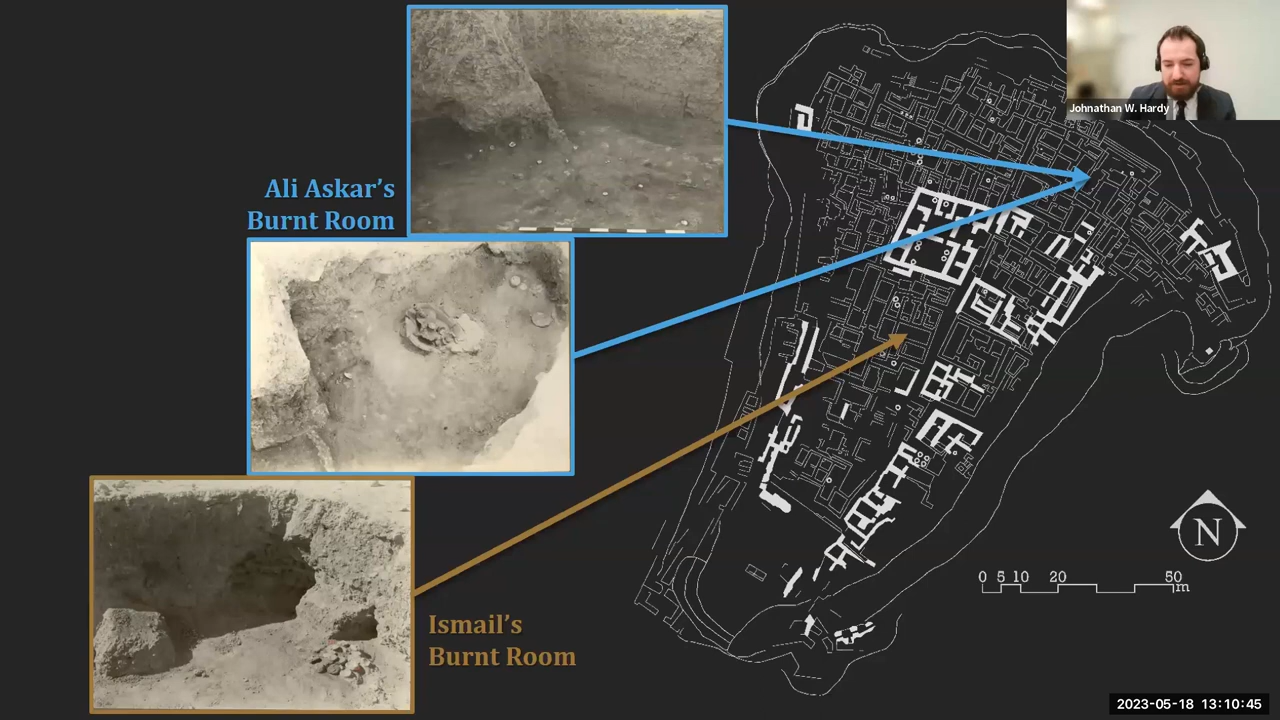 Johnathan W. Hardy
Ali Askar’s
Burnt Room
Ismail’s
Burnt Room
N
0 5 10 20 50
m
2023-05-18 13:10:45